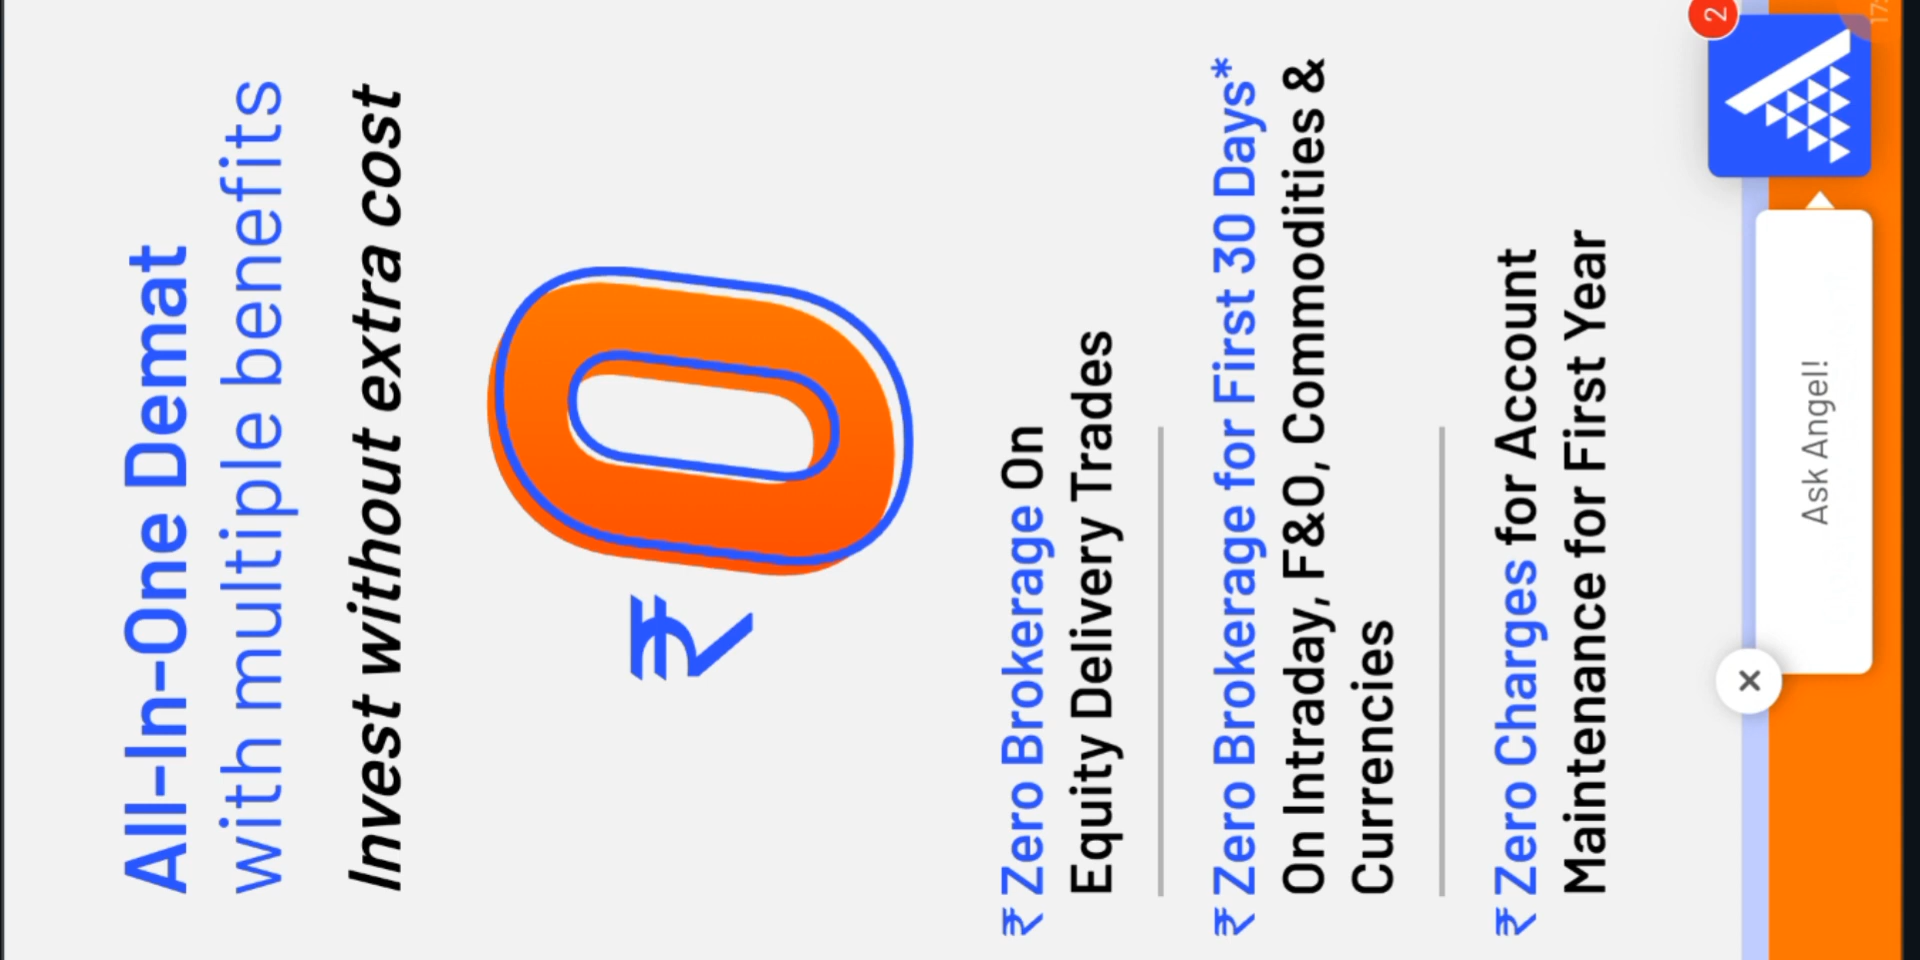 All-In-One Demat
with multiple benefits
Invest without extra cost
₹0
₹ Zero Brokerage On
Equity Delivery Trades
₹ Zero Brokerage for First 30 Days*
On Intraday, F&O, Commodities &
Currencies
₹ Zero Charges for Account
Maintenance for First Year
2
Ask Angel!
×